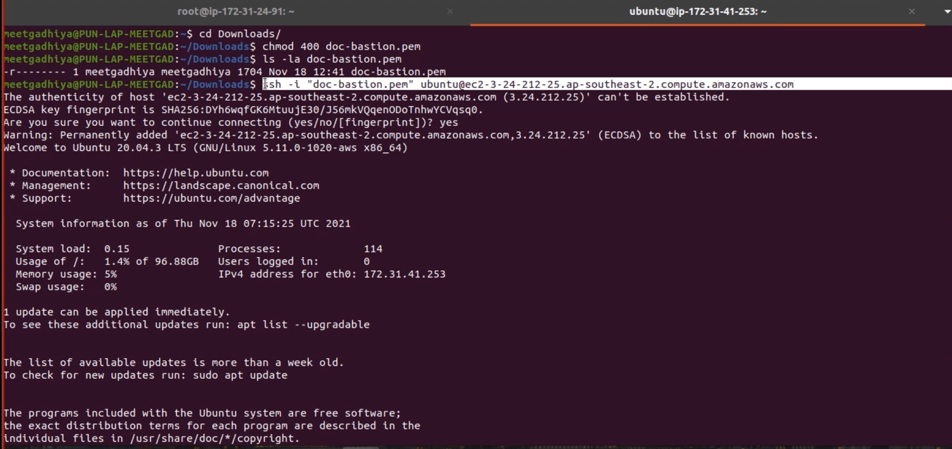 root@ip-172-31-24-91: ~ × ubuntu@ip-172-31-41-253: ~ ×
meetgadhiya@PUN-LAP-MEETGAD:~$ cd Downloads/
meetgadhiya@PUN-LAP-MEETGAD:~/Downloads$ chmod 400 doc-bastion.pem
meetgadhiya@PUN-LAP-MEETGAD:~/Downloads$ ls -la doc-bastion.pem
-r-------- 1 meetgadhiya meetgadhiya 1704 Nov 18 12:41 doc-bastion.pem
meetgadhiya@PUN-LAP-MEETGAD:~/Downloads$ ssh -i "doc-bastion.pem" ubuntu@ec2-3-24-212-25.ap-southeast-2.compute.amazonaws.com
The authenticity of host 'ec2-3-24-212-25.ap-southeast-2.compute.amazonaws.com (3.24.212.25)' can't be established.
ECDSA key fingerprint is SHA256:DYh6wqfGK6MtuujE30/J56mkVQqenODoTnhwYCVqsq0.
Are you sure you want to continue connecting (yes/no/[fingerprint])? yes
Warning: Permanently added 'ec2-3-24-212-25.ap-southeast-2.compute.amazonaws.com,3.24.212.25' (ECDSA) to the list of known hosts.
Welcome to Ubuntu 20.04.3 LTS (GNU/Linux 5.11.0-1020-aws x86_64)
* Documentation: https://help.ubuntu.com
* Management: https://landscape.canonical.com
* Support: https://ubuntu.com/advantage
System information as of Thu Nov 18 07:15:25 UTC 2021
System load: 0.15 Processes: 114
Usage of /: 1.4% of 96.88GB Users logged in: 0
Memory usage: 5% IPv4 address for eth0: 172.31.41.253
Swap usage: 0%
1 update can be applied immediately.
To see these additional updates run: apt list --upgradable
The list of available updates is more than a week old.
To check for new updates run: sudo apt update
The programs included with the Ubuntu system are free software;
the exact distribution terms for each program are described in the
individual files in /usr/share/doc/*/copyright.